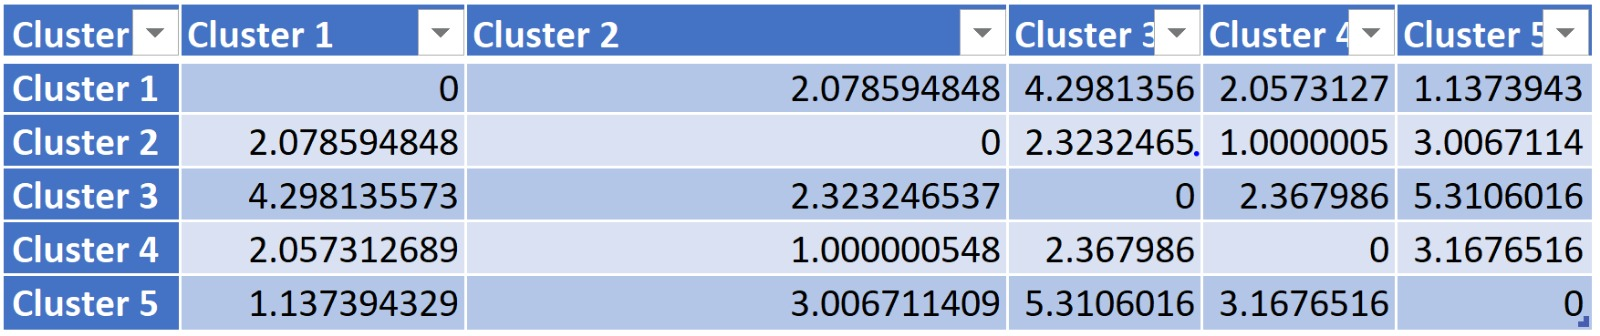 Cluster Cluster 1 Cluster 2 Cluster 3 Cluster 4 Cluster 5
Cluster 1 0 2.078594848 4.2981356 2.0573127 1.1373943
Cluster 2 2.078594848 0 2.3232465 1.0000005 3.0067114
Cluster 3 4.298135573 2.323246537 0 2.367986 5.3106016
Cluster 4 2.057312689 1.000000548 2.367986 0 3.1676516
Cluster 5 1.137394329 3.006711409 5.3106016 3.1676516 0